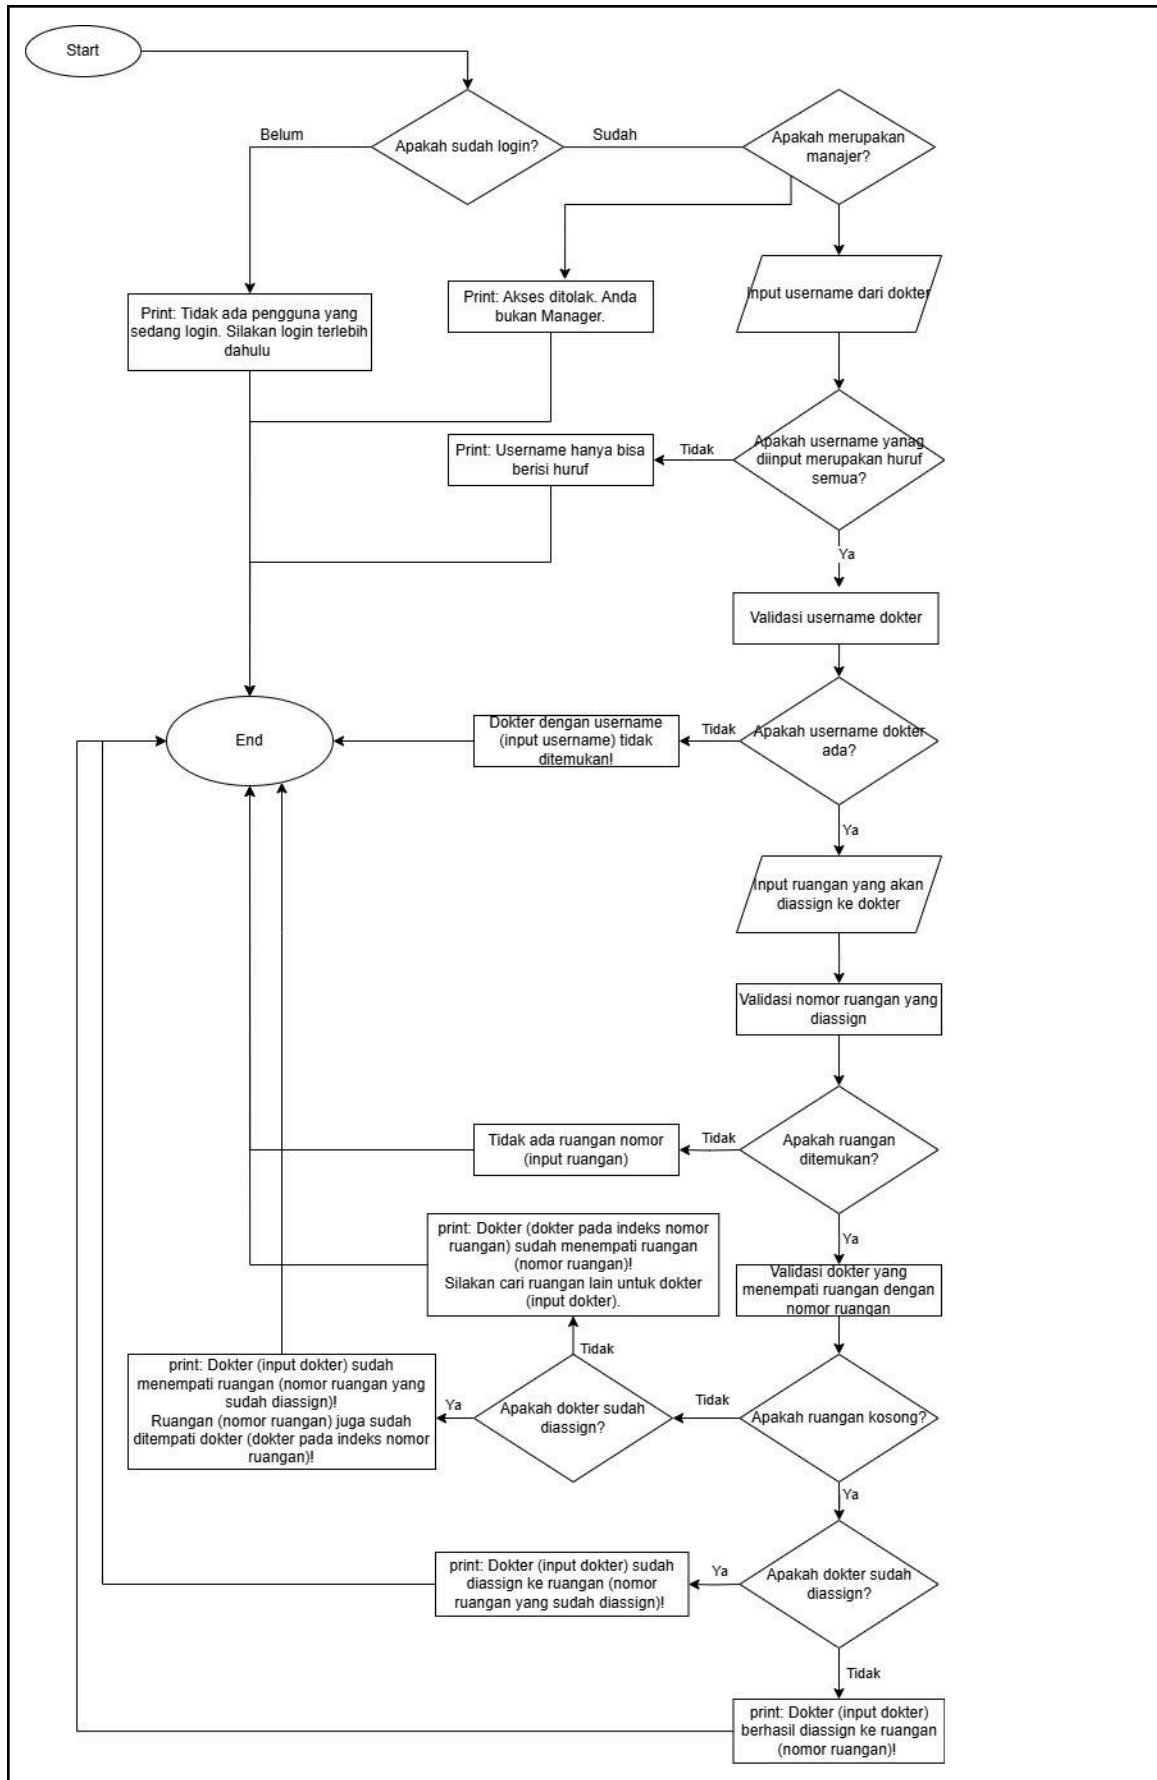 Start
Belum
Apakah sudah login?
Sudah
Apakah merupakan
manajer?
Print: Tidak ada pengguna yang
sedang login. Silakan login terlebih
dahulu
Print: Akses ditolak. Anda
bukan Manager.
Input username dari dokter
Print: Username hanya bisa
berisi huruf
Tidak
Apakah username yanag
diinput merupakan huruf
semua?
Ya
Validasi username dokter
End
Dokter dengan username
(input username) tidak
ditemukan!
Tidak
Apakah username dokter
ada?
Ya
Input ruangan yang akan
diassign ke dokter
Validasi nomor ruangan yang
diassign
Tidak ada ruangan nomor
(input ruangan)
Tidak
Apakah ruangan
ditemukan?
Ya
print: Dokter (dokter pada indeks nomor
ruangan) sudah menempati ruangan
(nomor ruangan)!
Silakan cari ruangan lain untuk dokter
(input dokter).
Validasi dokter yang
menempati ruangan dengan
nomor ruangan
Tidak
print: Dokter (input dokter) sudah
menempati ruangan (nomor ruangan yang
sudah diassign)!
Ruangan (nomor ruangan) juga sudah
ditempati dokter (dokter pada indeks nomor
ruangan)!
Ya
Apakah dokter sudah
diassign?
Tidak
Apakah ruangan kosong?
Ya
print: Dokter (input dokter) sudah
diassign ke ruangan (nomor
ruangan yang sudah diassign)!
Ya
Apakah dokter sudah
diassign?
Tidak
print: Dokter (input dokter)
berhasil diassign ke ruangan
(nomor ruangan)!